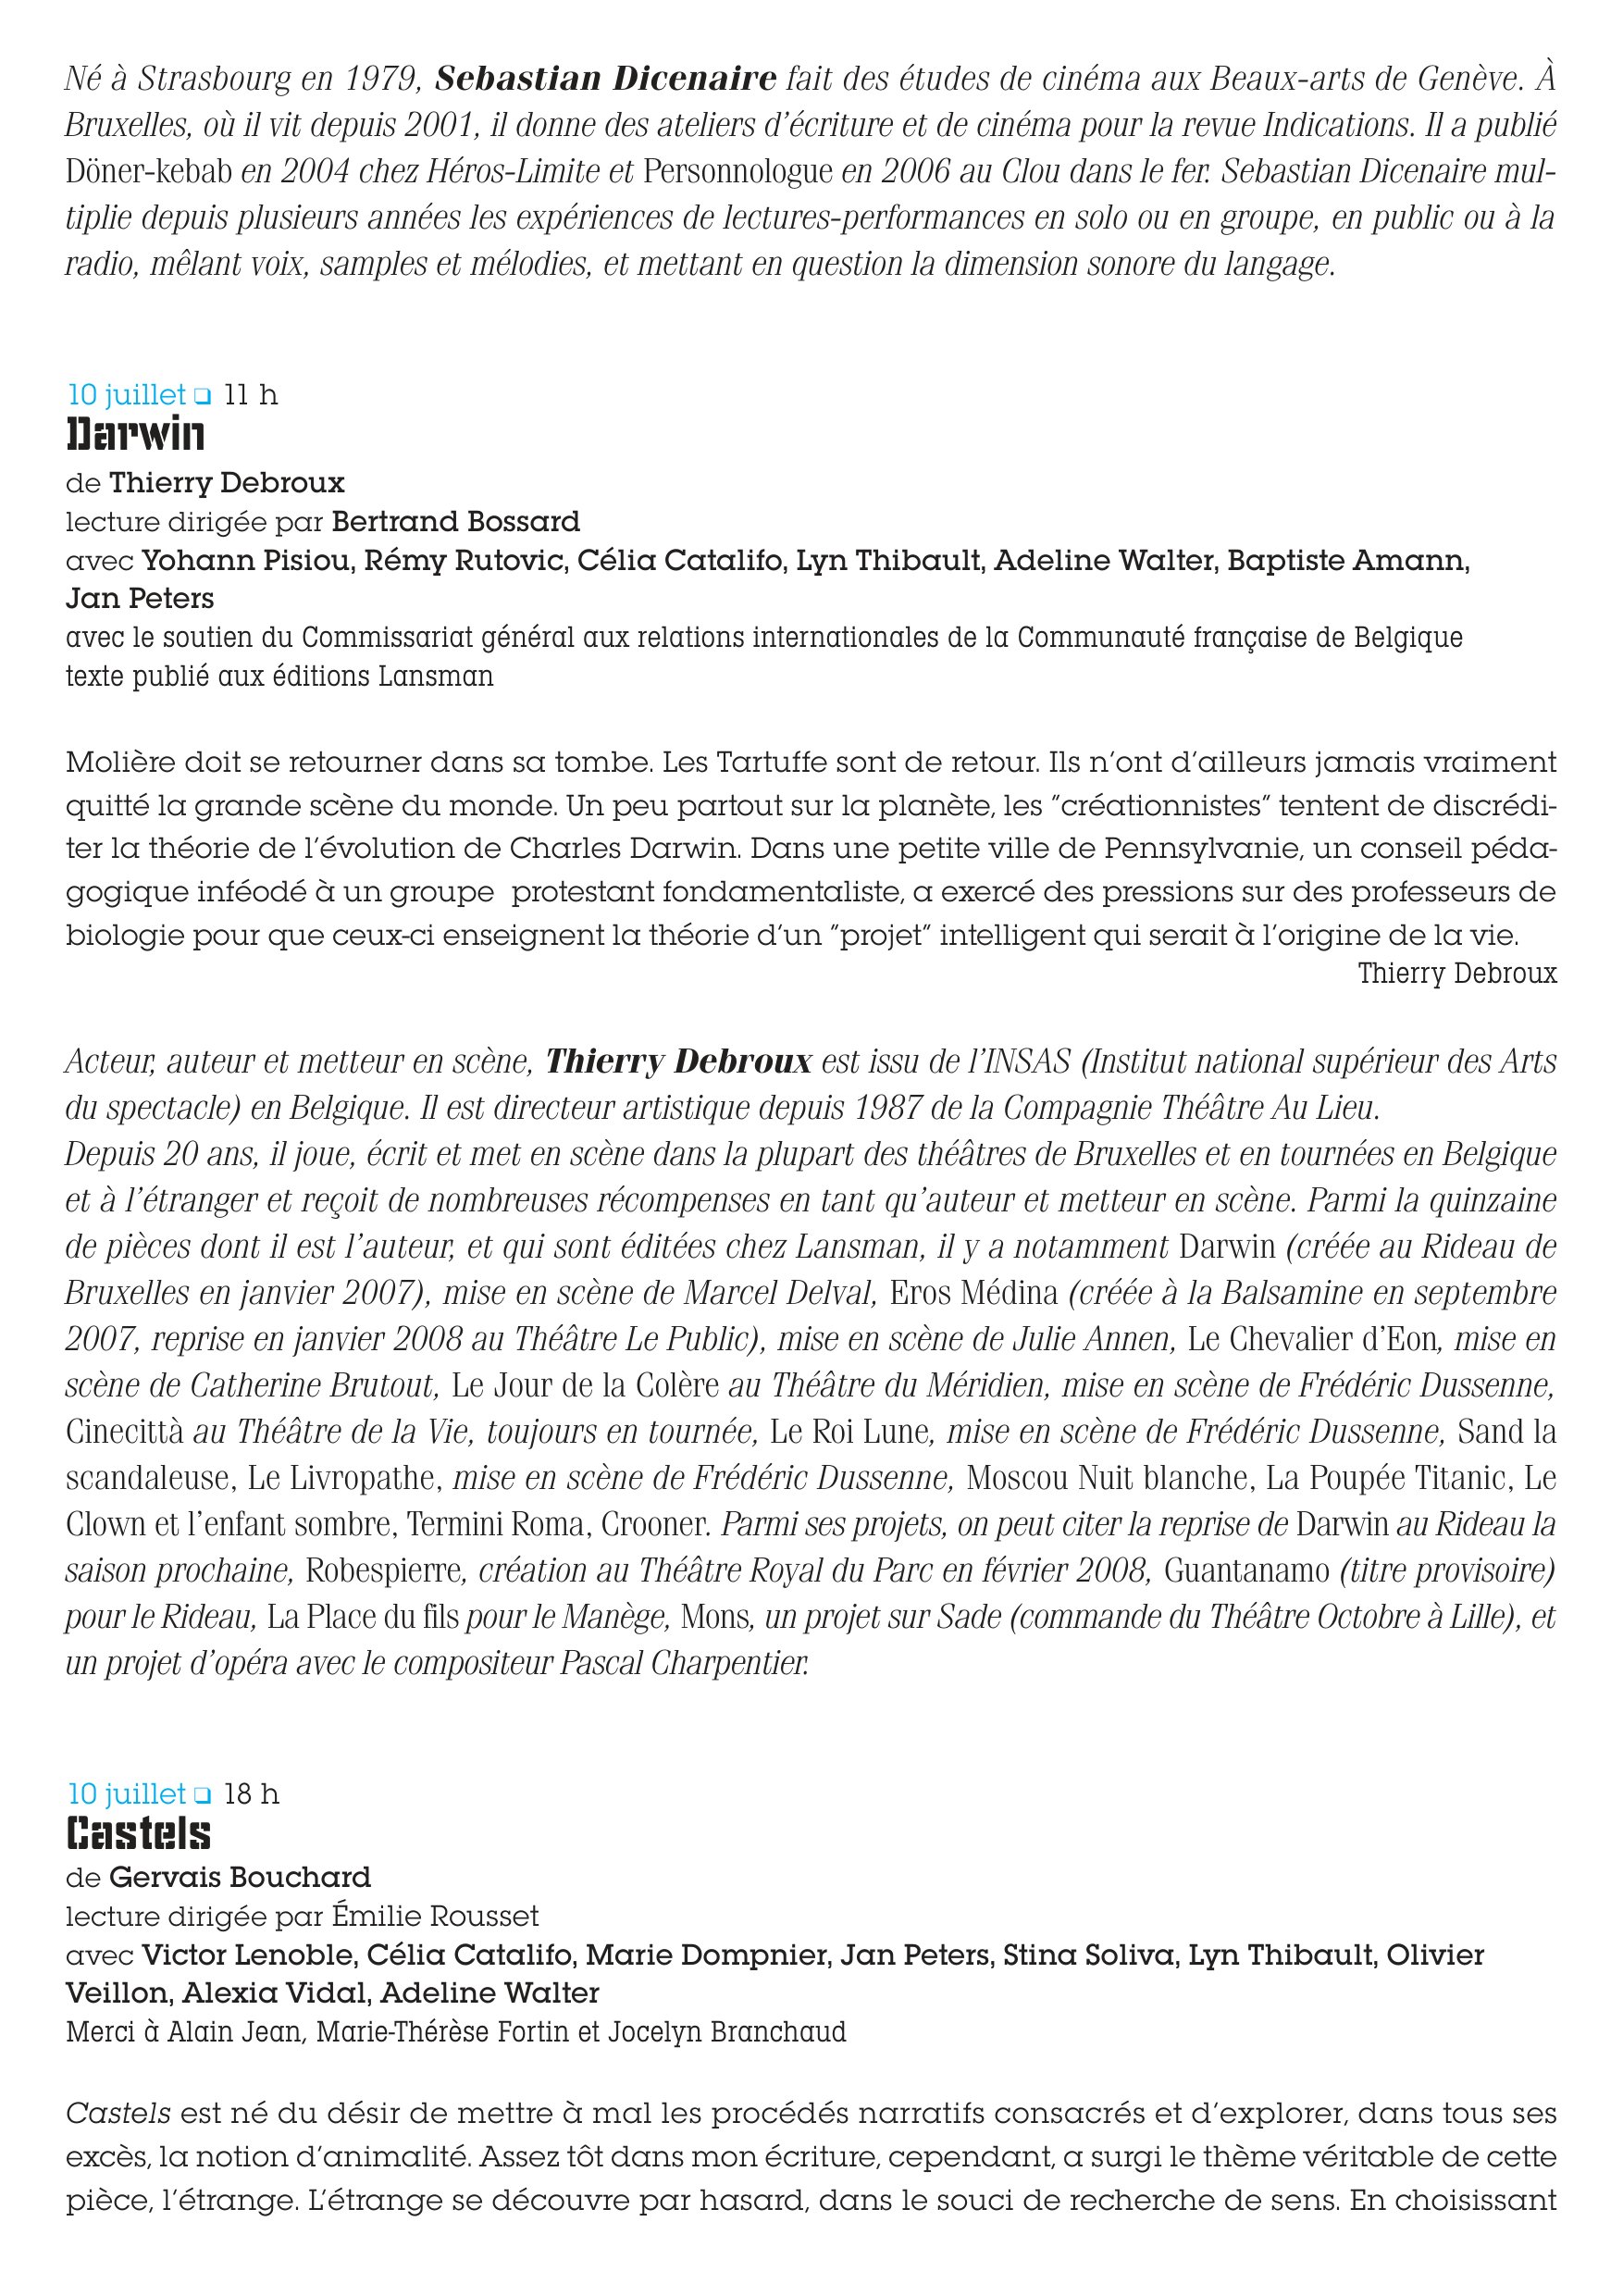 Né à Strasbourg en 1979, Sebastian Dicenaire fait des études de cinéma aux Beaux-arts de Genève. À
Bruxelles, où il vit depuis 2001, il donne des ateliers d’écriture et de cinéma pour la revue Indications. Il a publié
Döner-kebab en 2004 chez Héros-Limite et Personnologue en 2006 au Clou dans le fer. Sebastian Dicenaire mul-
tiplie depuis plusieurs années les expériences de lectures-performances en solo ou en groupe, en public ou à la
radio, mêlant voix, samples et mélodies, et mettant en question la dimension sonore du langage.
10 juillet ❏ 11 h
Darwin
de Thierry Debroux
lecture dirigée par Bertrand Bossard
avec Yohann Pisiou, Rémy Rutovic, Célia Catalifo, Lyn Thibault, Adeline Walter, Baptiste Amann,
Jan Peters
avec le soutien du Commissariat général aux relations internationales de la Communauté française de Belgique
texte publié aux éditions Lansman
Molière doit se retourner dans sa tombe. Les Tartuffe sont de retour. Ils n’ont d’ailleurs jamais vraiment
quitté la grande scène du monde. Un peu partout sur la planète, les "créationnistes" tentent de discrédi-
ter la théorie de l’évolution de Charles Darwin. Dans une petite ville de Pennsylvanie, un conseil péda-
gogique inféodé à un groupe  protestant fondamentaliste, a exercé des pressions sur des professeurs de
biologie pour que ceux-ci enseignent la théorie d’un "projet" intelligent qui serait à l’origine de la vie.
Thierry Debroux
Acteur, auteur et metteur en scène, Thierry Debroux est issu de l’INSAS (Institut national supérieur des Arts
du spectacle) en Belgique. Il est directeur artistique depuis 1987 de la Compagnie Théâtre Au Lieu.
Depuis 20 ans, il joue, écrit et met en scène dans la plupart des théâtres de Bruxelles et en tournées en Belgique
et à l’étranger et reçoit de nombreuses récompenses en tant qu’auteur et metteur en scène. Parmi la quinzaine
de pièces dont il est l’auteur, et qui sont éditées chez Lansman, il y a notamment Darwin (créée au Rideau de
Bruxelles en janvier 2007), mise en scène de Marcel Delval, Eros Médina (créée à la Balsamine en septembre
2007, reprise en janvier 2008 au Théâtre Le Public), mise en scène de Julie Annen, Le Chevalier d’Eon, mise en
scène de Catherine Brutout, Le Jour de la Colère au Théâtre du Méridien, mise en scène de Frédéric Dussenne,
Cinecittà au Théâtre de la Vie, toujours en tournée, Le Roi Lune, mise en scène de Frédéric Dussenne, Sand la
scandaleuse, Le Livropathe, mise en scène de Frédéric Dussenne, Moscou Nuit blanche, La Poupée Titanic, Le
Clown et l’enfant sombre, Termini Roma, Crooner. Parmi ses projets, on peut citer la reprise de Darwin au Rideau la
saison prochaine, Robespierre, création au Théâtre Royal du Parc en février 2008, Guantanamo (titre provisoire)
pour le Rideau, La Place du fils pour le Manège, Mons, un projet sur Sade (commande du Théâtre Octobre à Lille), et
un projet d’opéra avec le compositeur Pascal Charpentier.
10 juillet ❏ 18 h
Castels
de Gervais Bouchard
lecture dirigée par Émilie Rousset
avec Victor Lenoble, Célia Catalifo, Marie Dompnier, Jan Peters, Stina Soliva, Lyn Thibault, Olivier
Veillon, Alexia Vidal, Adeline Walter
Merci à Alain Jean, Marie-Thérèse Fortin et Jocelyn Branchaud
Castels est né du désir de mettre à mal les procédés narratifs consacrés et d’explorer, dans tous ses
excès, la notion d’animalité. Assez tôt dans mon écriture, cependant, a surgi le thème véritable de cette
pièce, l’étrange. L’étrange se découvre par hasard, dans le souci de recherche de sens. En choisissant